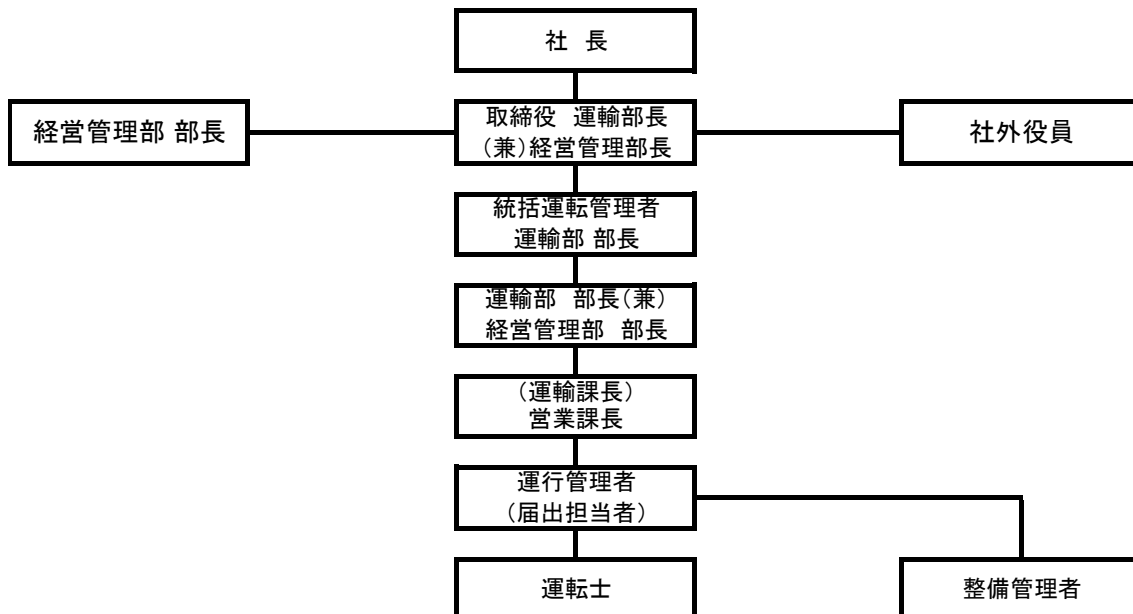 社 長
経営管理部 部長
取締役 運輸部長
(兼)経営管理部長
社外役員
統括運転管理者
運輸部 部長
運輸部 部長(兼)
経営管理部 部長
(運輸課長)
営業課長
運行管理者
(届出担当者)
運転士
整備管理者